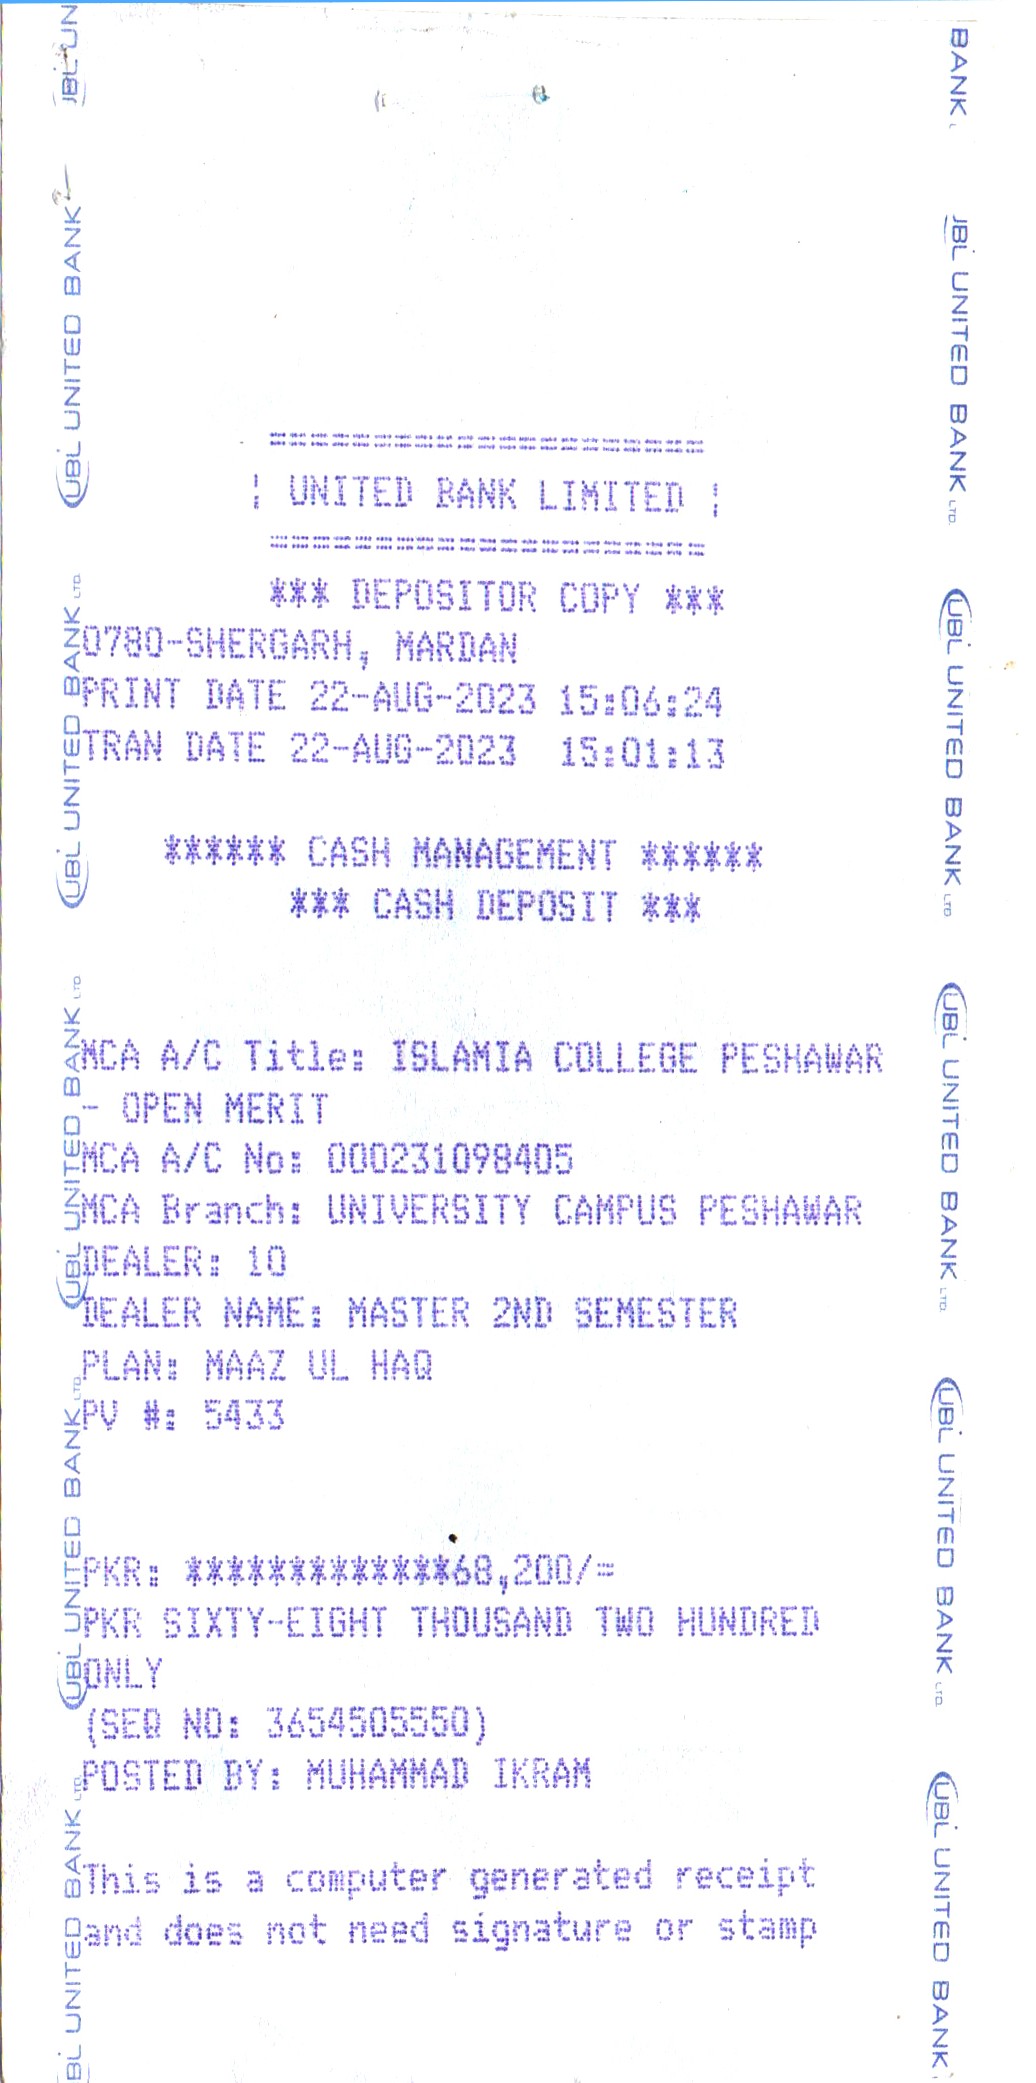 UNITED BANK LIMITED
*** DEPOSITOR COPY ***
0780-SHERGARH, MARDAN
PRINT DATE 22-AUG-2023 15:06:24
TRAN DATE 22-AUG-2023 15:01:13
****** CASH MANAGEMENT ******
*** CASH DEPOSIT ***
MCA A/C Title: ISLAMIA COLLEGE PESHAWAR
- OPEN MERIT
MCA A/C No: 000231098405
MCA Branch: UNIVERSITY CAMPUS PESHAWAR
DEALER: 10
DEALER NAME: MASTER 2ND SEMESTER
PLAN: MAAZ UL HAQ
PV #: 5433
PKR: *************68,200/=
PKR SIXTY-EIGHT THOUSAND TWO HUNDRED
ONLY
(SEQ NO: 3654505550)
POSTED BY: MUHAMMAD IKRAM
This is a computer generated receipt
and does not need signature or stamp
UBL UN
UBL UNITED BANK
UBL UNITED BANK LTD.
UBL UNITED BANK LTD.
UBL UNITED BANK LTD.
BL UNITED BANK LTD.
BANK L
UBL UNITED BANK LTD.
UBL UNITED BANK LTD.
UBL UNITED BANK LTD.
UBL UNITED BANK LTD.
UBL UNITED BANK